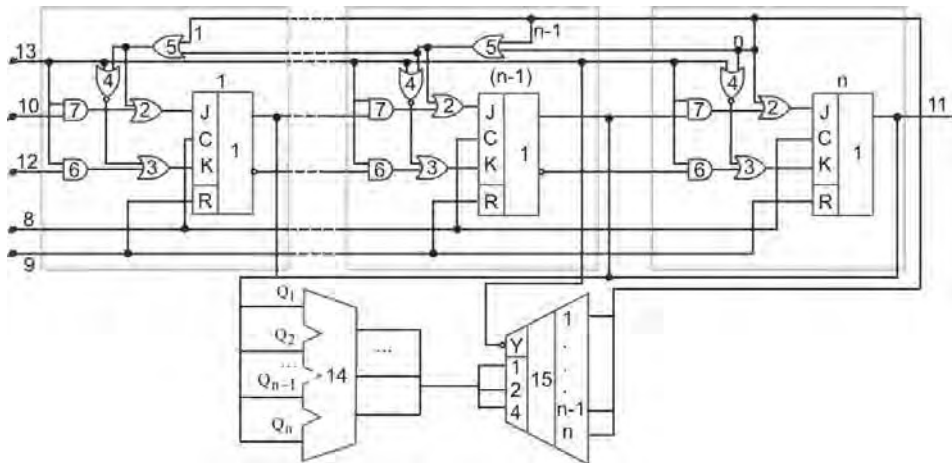 1 n-1 n
5 5
13
4 4 4
1 (n-1) n
10 7 2 J 7 2 J 7 2 J 11
C C C
1 1 1
12 6 3 K 6 3 K 6 3 K
R R R
8
9
Q1
Q2
...
Qn-1
Qn
14
...
Y
1
2
4
15
1
.
.
.
n-1
n